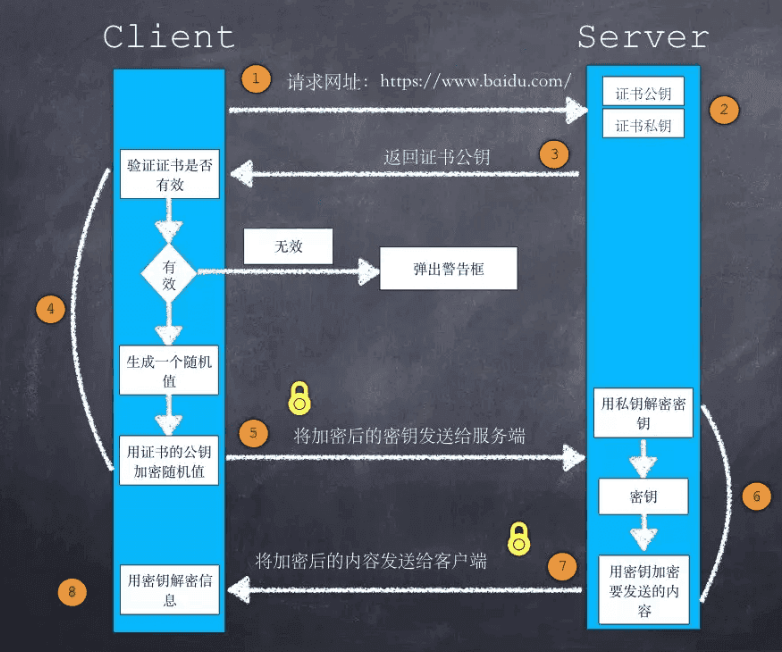 Client
Server
1
请求网址：https://www.baidu.com/
证书公钥
证书私钥
2
返回证书公钥
3
验证证书是否
有效
无效
有
效
弹出警告框
4
生成一个随机
值
用私钥解密密
钥
5
将加密后的密钥发送给服务端
用证书的公钥
加密随机值
密钥
6
将加密后的内容发送给客户端
7
用密钥解密信
息
8
用密钥加密
要发送的内
容